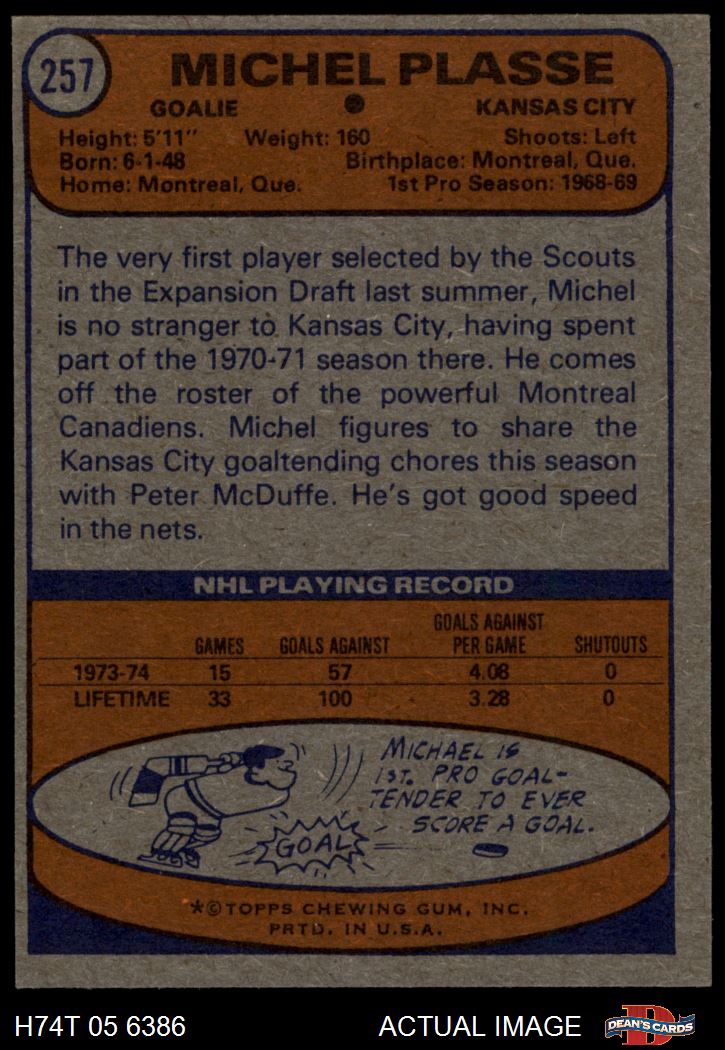 257
MICHEL PLASSE
GOALIE
KANSAS CITY
Height: 5'11" Weight: 160 Shoots: Left
Born: 6-1-48 Birthplace: Montreal, Que.
Home: Montreal, Que. 1st Pro Season: 1968-69
The very first player selected by the Scouts
in the Expansion Draft last summer, Michel
is no stranger to Kansas City, having spent
part of the 1970-71 season there. He comes
off the roster of the powerful Montreal
Canadiens. Michel figures to share the
Kansas City goaltending chores this season
with Peter McDuffe. He's got good speed
in the nets.
NHL PLAYING RECORD
GAMES GOALS AGAINST GOALS AGAINST PER GAME SHUTOUTS
1973-74 15 57 4.08 0
LIFETIME 33 100 3.28 0
MICHAEL IS
1ST. PRO GOAL-
TENDER TO EVER
SCORE A GOAL.
GOAL
*©TOPPS CHEWING GUM, INC.
PRTD. IN U.S.A.
H74T 05 6386 ACTUAL IMAGE
DEAN'S CARDS